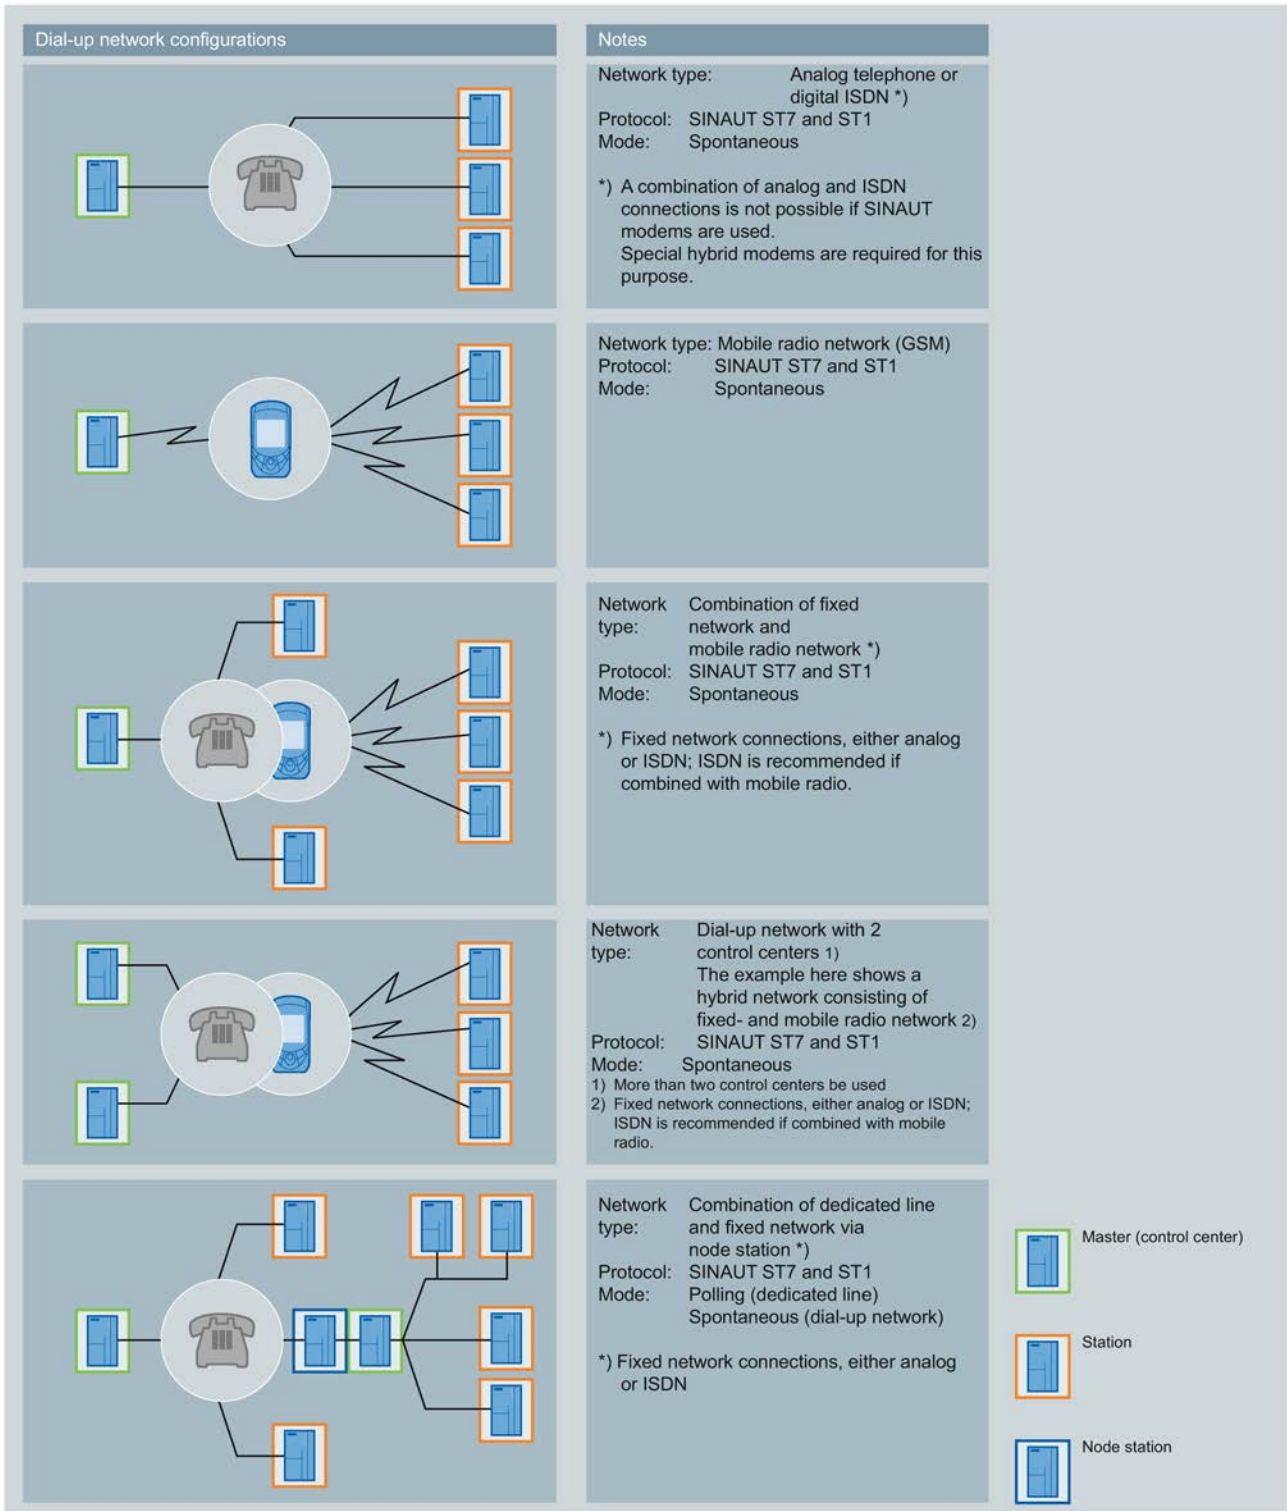 Dial-up network configurations
Notes
Network type: Analog telephone or
digital ISDN *)
Protocol: SINAUT ST7 and ST1
Mode: Spontaneous
*) A combination of analog and ISDN
connections is not possible if SINAUT
modems are used.
Special hybrid modems are required for this
purpose.
Network type: Mobile radio network (GSM)
Protocol: SINAUT ST7 and ST1
Mode: Spontaneous
Network Combination of fixed
type: network and
mobile radio network *)
Protocol: SINAUT ST7 and ST1
Mode: Spontaneous
*) Fixed network connections, either analog
or ISDN; ISDN is recommended if
combined with mobile radio.
Network Dial-up network with 2
type: control centers 1)
The example here shows a
hybrid network consisting of
fixed- and mobile radio network 2)
Protocol: SINAUT ST7 and ST1
Mode: Spontaneous
1) More than two control centers be used
2) Fixed network connections, either analog or ISDN;
ISDN is recommended if combined with mobile
radio.
Network Combination of dedicated line
type: and fixed network via
node station *)
Protocol: SINAUT ST7 and ST1
Mode: Polling (dedicated line)
Spontaneous (dial-up network)
*) Fixed network connections, either analog
or ISDN
Master (control center)
Station
Node station